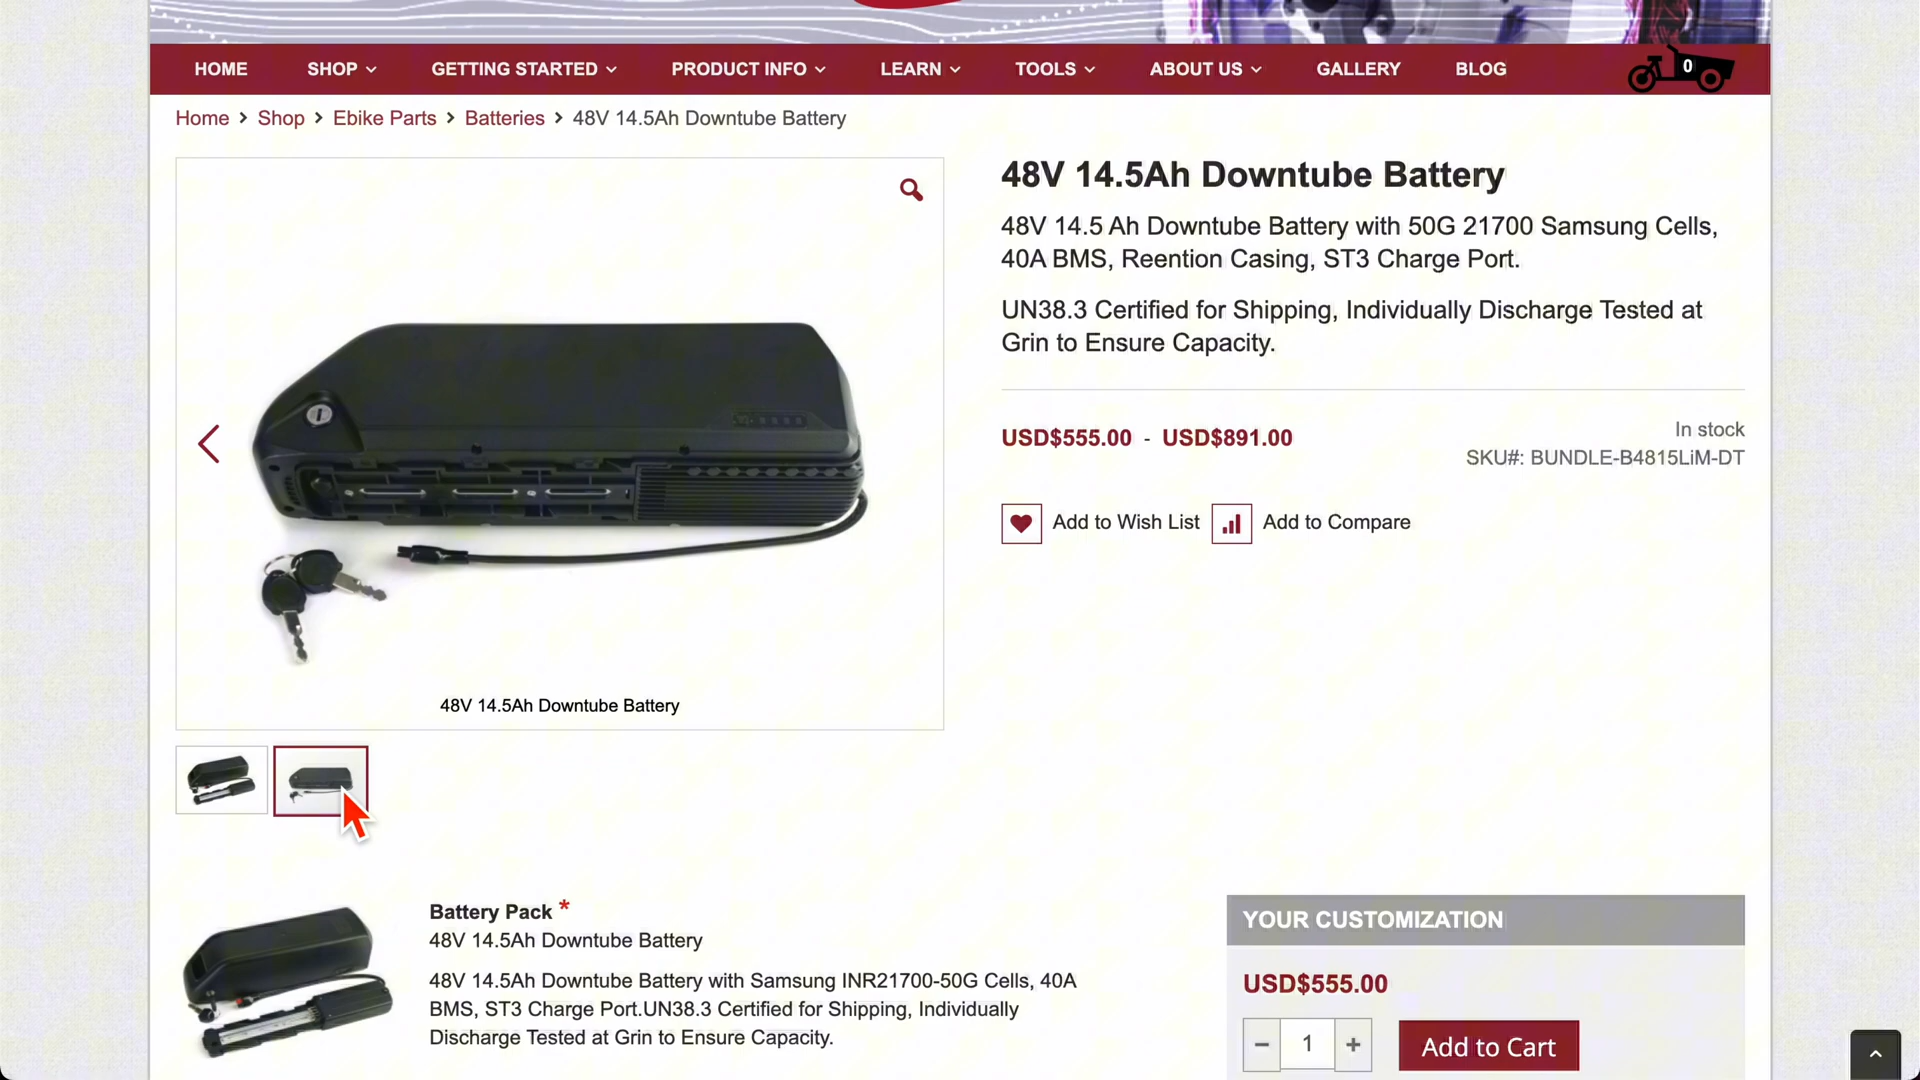 HOME SHOP GETTING STARTED PRODUCT INFO LEARN TOOLS ABOUT US GALLERY BLOG 0
Home > Shop > Ebike Parts > Batteries > 48V 14.5Ah Downtube Battery
48V 14.5Ah Downtube Battery
48V 14.5 Ah Downtube Battery with 50G 21700 Samsung Cells,
40A BMS, Reention Casing, ST3 Charge Port.
UN38.3 Certified for Shipping, Individually Discharge Tested at
Grin to Ensure Capacity.
USD$555.00 - USD$891.00
In stock
SKU#: BUNDLE-B4815LiM-DT
Add to Wish List Add to Compare
48V 14.5Ah Downtube Battery
Battery Pack *
48V 14.5Ah Downtube Battery
48V 14.5Ah Downtube Battery with Samsung INR21700-50G Cells, 40A
BMS, ST3 Charge Port.UN38.3 Certified for Shipping, Individually
Discharge Tested at Grin to Ensure Capacity.
YOUR CUSTOMIZATION
USD$555.00
− 1 + Add to Cart